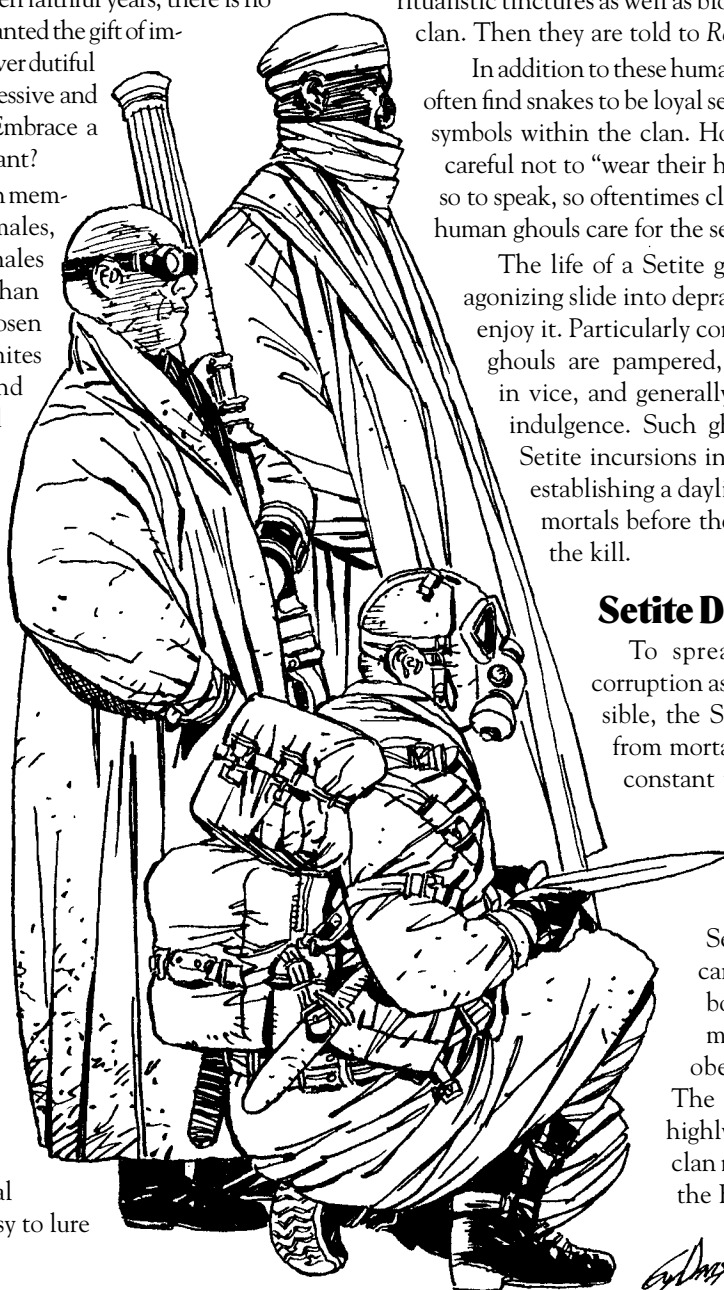 en faithful years, there is no
anted the gift of im-
ver dutiful
essive and
Embrace a
ant?
mem-
males,
males
han
osen
nites
nd
al
sy to lure
ritualistic tinctures as well as blo
clan. Then they are told to Re
In addition to these huma
often find snakes to be loyal se
symbols within the clan. Ho
careful not to “wear their h
so to speak, so oftentimes cl
human ghouls care for the se
The life of a Setite g
agonizing slide into depra
enjoy it. Particularly cor
ghouls are pampered,
in vice, and generally
indulgence. Such gh
Setite incursions in
establishing a dayli
mortals before the
the kill.
Setite D
To sprea
corruption as
sible, the S
from morta
constant
Se
car
bo
m
obe
The
highly
clan r
the